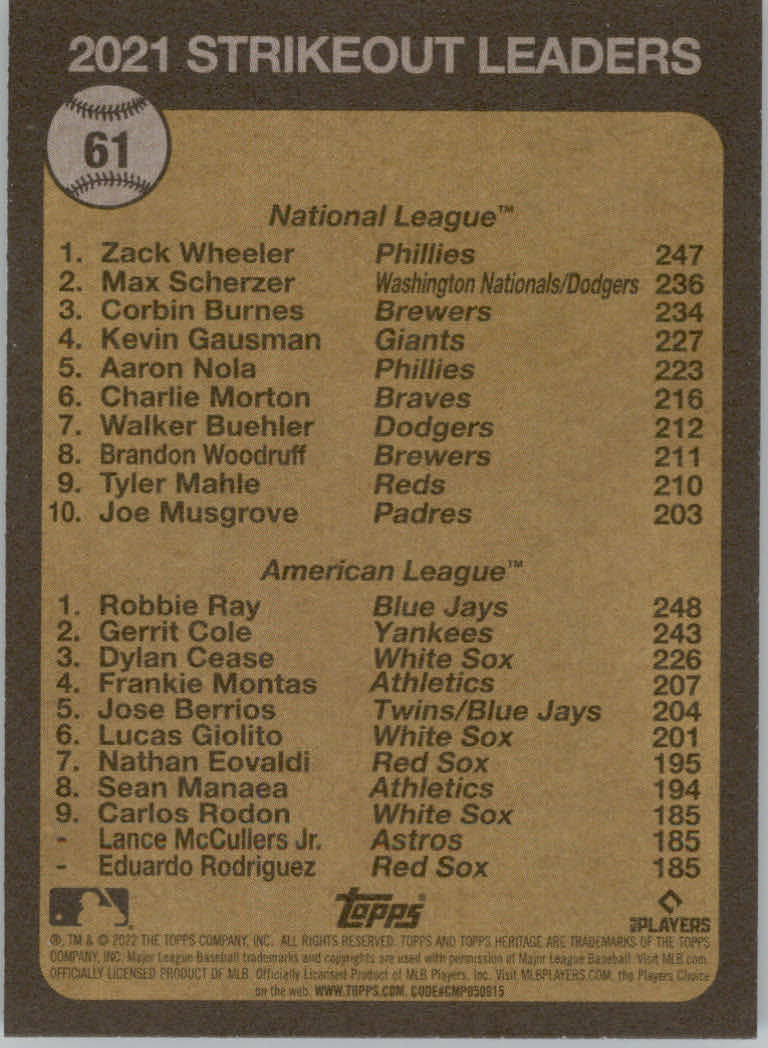 2021 STRIKEOUT LEADERS
61
National League™
1. Zack Wheeler Phillies 247
2. Max Scherzer Washington Nationals/Dodgers 236
3. Corbin Burnes Brewers 234
4. Kevin Gausman Giants 227
5. Aaron Nola Phillies 223
6. Charlie Morton Braves 216
7. Walker Buehler Dodgers 212
8. Brandon Woodruff Brewers 211
9. Tyler Mahle Reds 210
10. Joe Musgrove Padres 203
American League™
1. Robbie Ray Blue Jays 248
2. Gerrit Cole Yankees 243
3. Dylan Cease White Sox 226
4. Frankie Montas Athletics 207
5. Jose Berrios Twins/Blue Jays 204
6. Lucas Giolito White Sox 201
7. Nathan Eovaldi Red Sox 195
8. Sean Manaea Athletics 194
9. Carlos Rodon White Sox 185
- Lance McCullers Jr. Astros 185
- Eduardo Rodriguez Red Sox 185
Topps
PLAYERS
®, TM & © 2022 THE TOPPS COMPANY, INC. ALL RIGHTS RESERVED. TOPPS AND TOPPS HERITAGE ARE TRADEMARKS OF THE TOPPS
COMPANY, INC. Major League Baseball trademarks and copyrights are used with permission of Major League Baseball. Visit MLB.com.
OFFICIALLY LICENSED PRODUCT OF MLB. Officially Licensed Product of MLB Players, Inc. Visit MLBPLAYERS.COM, the Players Choice
on the web. WWW.TOPPS.COM. CODE#CMP050915